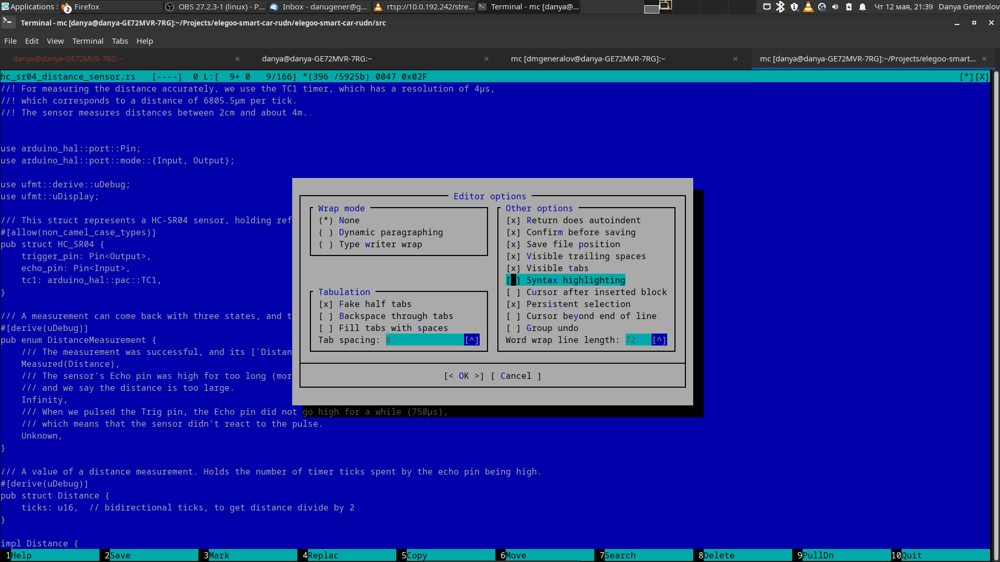 Applications
2
Firefox
OBS 27.2.3-1 (linux) - P...
Inbox - danugener@g...
rtsp://10.0.192.242/stre...
Terminal - mc [danya@...
Чт 12 мая, 21:39
Danya Generalov
Terminal - mc [danya@danya-GE72MVR-7RG]:~/Projects/elegoo-smart-car-rudn/elegoo-smart-car-rudn/src
File Edit View Terminal Tabs Help
danya@danya-GE72MVR-7RG:~
danya@danya-GE72MVR-7RG:~
mc [dmgeneralov@danya-GE72MVR-7RG]:~
mc [danya@danya-GE72MVR-7RG]:~/Projects/elegoo-smart...
hc_sr04_distance_sensor.rs [----] 0 L:[ 9+ 0 9/166] *(396 /5925b) 0047 0x02F [*][X]
//! For measuring the distance accurately, we use the TC1 timer, which has a resolution of 4µs,
//! which corresponds to a distance of 6805.5µm per tick.
//! The sensor measures distances between 2cm and about 4m..
use arduino_hal::port::Pin;
use arduino_hal::port::mode::{Input, Output};
use ufmt::derive::uDebug;
use ufmt::uDisplay;
/// This struct represents a HC-SR04 sensor, holding ref
#[allow(non_camel_case_types)]
pub struct HC_SR04 {
    trigger_pin: Pin<Output>,
    echo_pin: Pin<Input>,
    tc1: arduino_hal::pac::TC1,
}
/// A measurement can come back with three states, and t
#[derive(uDebug)]
pub enum DistanceMeasurement {
    /// The measurement was successful, and its [`Distan
    Measured(Distance),
    /// The sensor's Echo pin was high for too long (mor
    /// and we say the distance is too large.
    Infinity,
    /// When we pulsed the Trig pin, the Echo pin did not go high for a while (750µs),
    /// which means that the sensor didn't react to the pulse.
    Unknown,
}
/// A value of a distance measurement. Holds the number of timer ticks spent by the echo pin being high.
#[derive(uDebug)]
pub struct Distance {
    ticks: u16,  // bidirectional ticks, to get distance divide by 2
}
impl Distance {
Editor options
Wrap mode
(*) None
( ) Dynamic paragraphing
( ) Type writer wrap
Tabulation
[x] Fake half tabs
[ ] Backspace through tabs
[ ] Fill tabs with spaces
Tab spacing: 8 [^]
Other options
[x] Return does autoindent
[x] Confirm before saving
[x] Save file position
[x] Visible trailing spaces
[x] Visible tabs
[ ] Syntax highlighting
[ ] Cursor after inserted block
[x] Persistent selection
[ ] Cursor beyond end of line
[ ] Group undo
Word wrap line length: 72 [^]
[< OK >] [ Cancel ]
1Help 2Save 3Mark 4Replac 5Copy 6Move 7Search 8Delete 9PullDn 10Quit